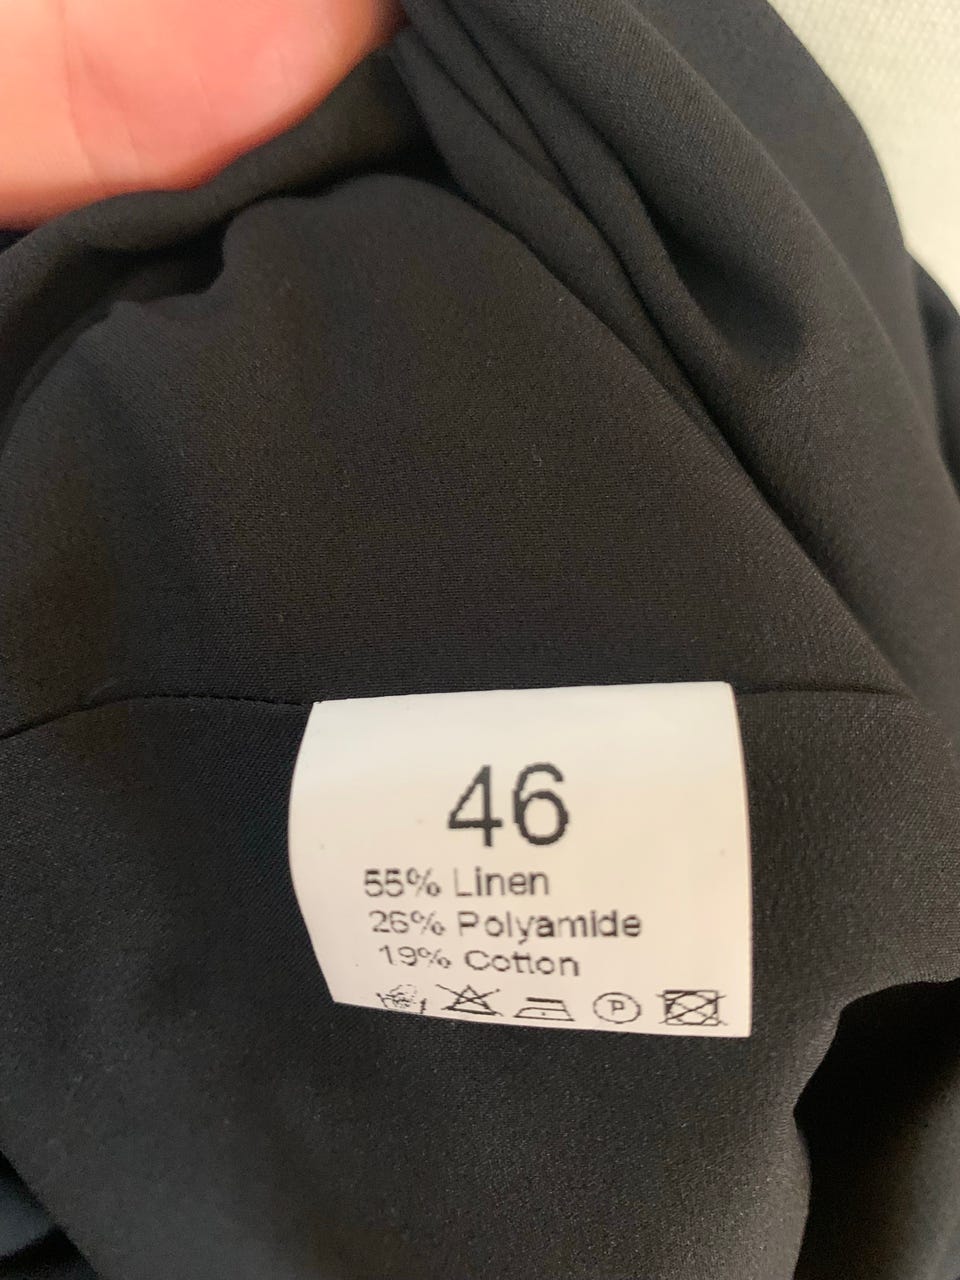 46
55% Linen
26% Polyamide
19% Cotton
P